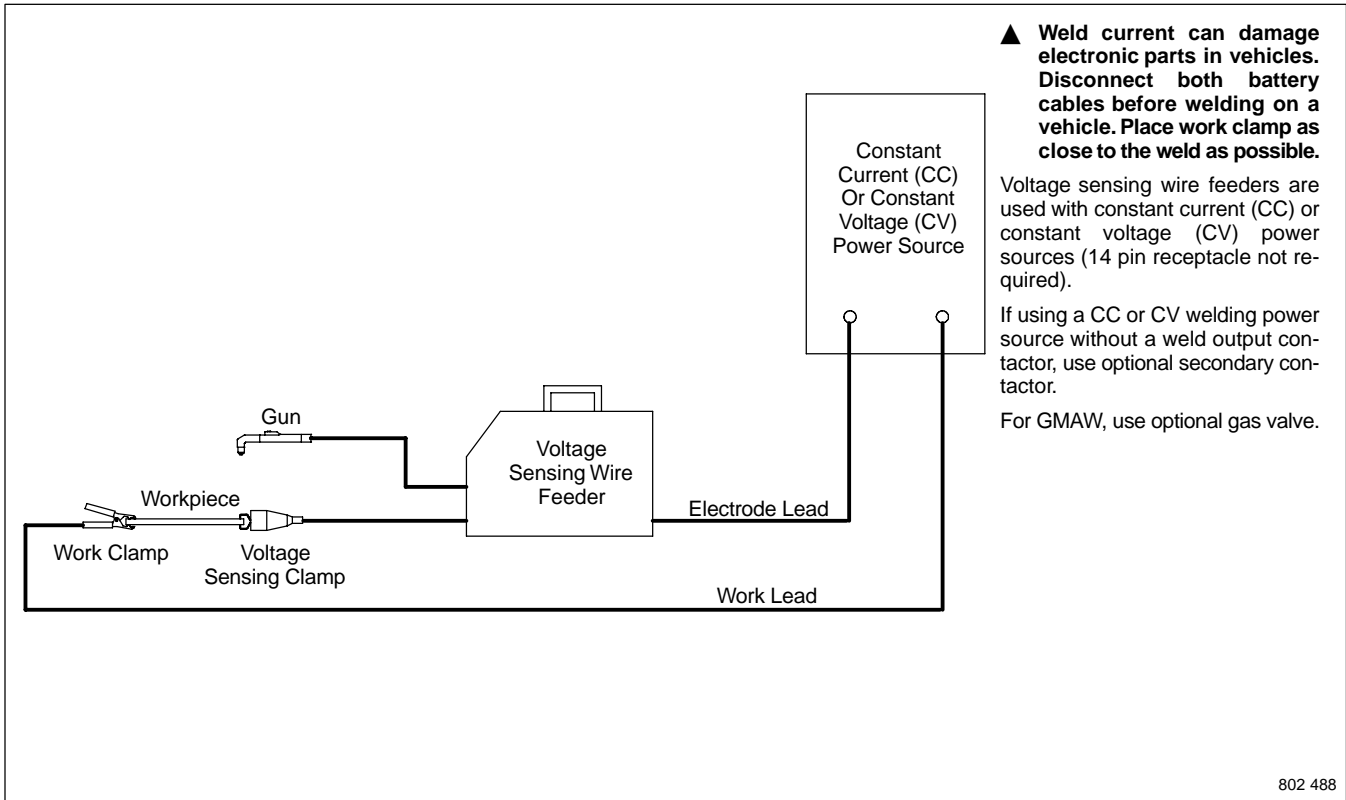 ▲ Weld current can damage
electronic parts in vehicles.
Disconnect both battery
cables before welding on a
vehicle. Place work clamp as
close to the weld as possible.
Voltage sensing wire feeders are
used with constant current (CC) or
constant voltage (CV) power
sources (14 pin receptacle not re-
quired).
If using a CC or CV welding power
source without a weld output con-
tactor, use optional secondary con-
tactor.
For GMAW, use optional gas valve.
Constant
Current (CC)
Or Constant
Voltage (CV)
Power Source
Gun
Voltage
Sensing Wire
Feeder
Workpiece
Electrode Lead
Work Clamp
Voltage
Sensing Clamp
Work Lead
802 488